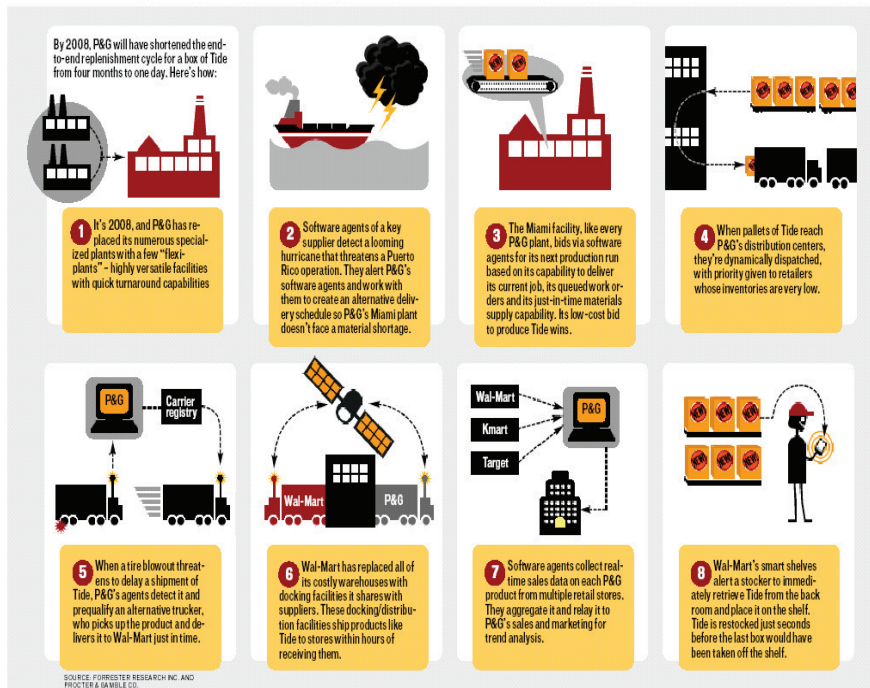 By 2008, P&G will have shortened the end-
to-end replenishment cycle for a box of Tide
from four months to one day. Here's how:
1 It's 2008, and P&G has re-
placed its numerous special-
ized plants with a few "flexi-
plants" – highly versatile facilities
with quick turnaround capabilities
2 Software agents of a key
supplier detect a looming
hurricane that threatens a Puerto
Rico operation. They alert P&G's
software agents and work with
them to create an alternative deliv-
ery schedule so P&G's Miami plant
doesn't face a material shortage.
NEW! NEW!
3 The Miami facility, like every
P&G plant, bids via software
agents for its next production run
based on its capability to deliver
its current job, its queued work or-
ders and its just-in-time materials
supply capability. Its low-cost bid
to produce Tide wins.
NEW! NEW! NEW! NEW! NEW!
4 When pallets of Tide reach
P&G's distribution centers,
they're dynamically dispatched,
with priority given to retailers
whose inventories are very low.
P&G
Carrier
registry
5 When a tire blowout threat-
ens to delay a shipment of
Tide, P&G's agents detect it and
prequalify an alternative trucker,
who picks up the product and de-
livers it to Wal-Mart just in time.
Wal-Mart P&G
6 Wal-Mart has replaced all of
its costly warehouses with
docking facilities it shares with
suppliers. These docking/distribu-
tion facilities ship products like
Tide to stores within hours of
receiving them.
Wal-Mart
Kmart
Target
P&G
7 Software agents collect real-
time sales data on each P&G
product from multiple retail stores.
They aggregate it and relay it to
P&G's sales and marketing for
trend analysis.
NEW! NEW! NEW!
NEW! NEW! NEW!
8 Wal-Mart's smart shelves
alert a stocker to immedi-
ately retrieve Tide from the back
room and place it on the shelf.
Tide is restocked just seconds
before the last box would have
been taken off the shelf.
SOURCE: FORRESTER RESEARCH INC. AND
PROCTER & GAMBLE CO.